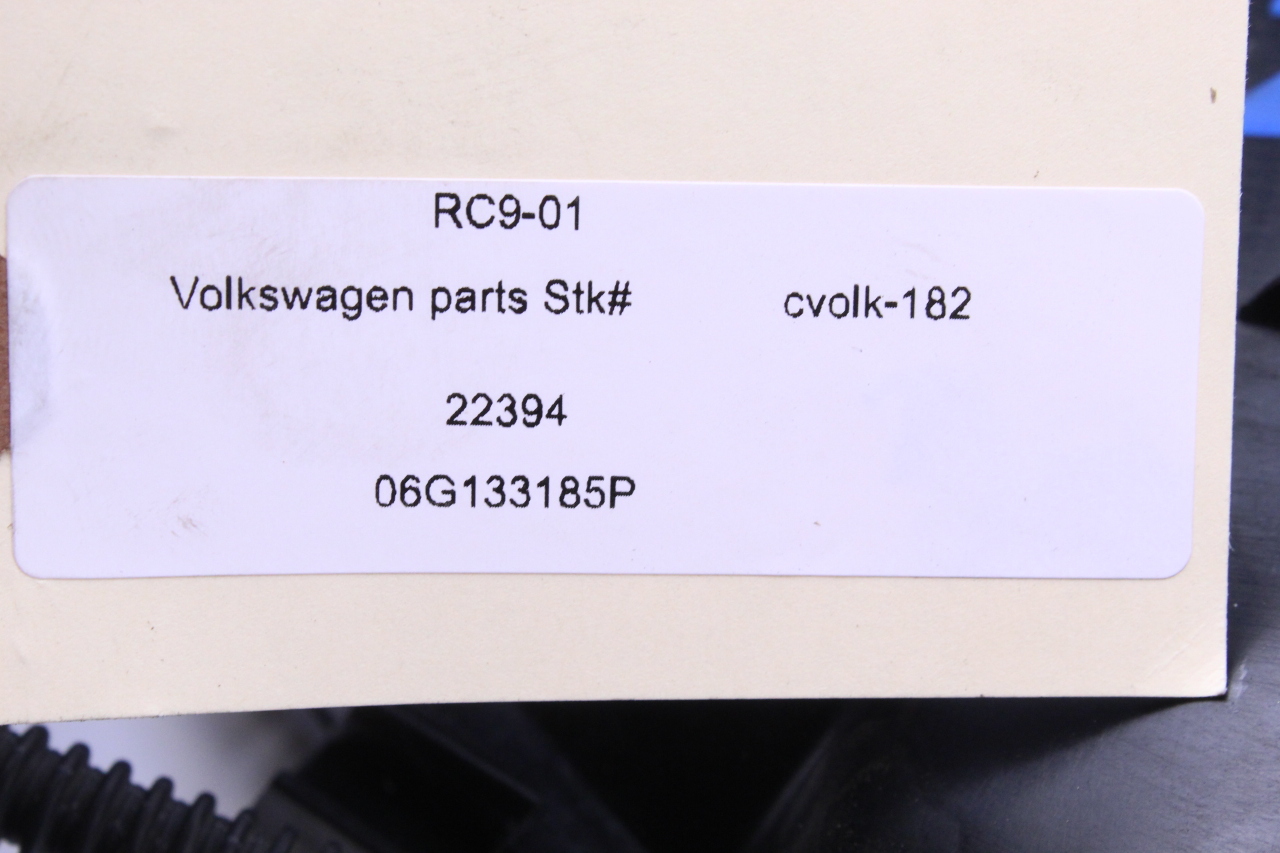 RC9-01
Volkswagen parts Stk# cvolk-182
22394
06G133185P